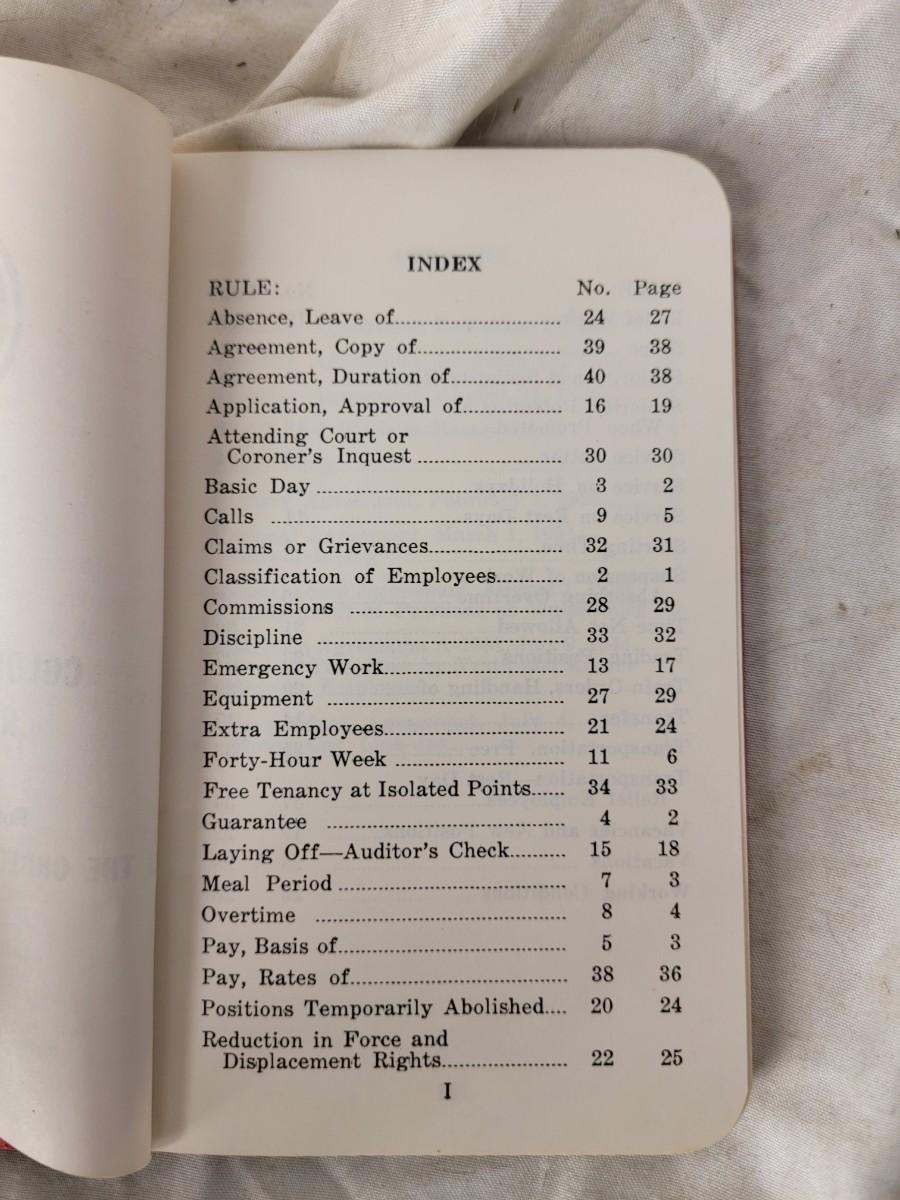 INDEX
RULE: No. Page
Absence, Leave of............................... 24 27
Agreement, Copy of........................... 39 38
Agreement, Duration of..................... 40 38
Application, Approval of................... 16 19
Attending Court or
Coroner's Inquest ........................... 30 30
Basic Day ............................................... 3 2
Calls ........................................................ 9 5
Claims or Grievances......................... 32 31
Classification of Employees............. 2 1
Commissions ........................................ 28 29
Discipline .............................................. 33 32
Emergency Work.................................. 13 17
Equipment ............................................ 27 29
Extra Employees.................................. 21 24
Forty-Hour Week ................................ 11 6
Free Tenancy at Isolated Points...... 34 33
Guarantee ............................................. 4 2
Laying Off—Auditor's Check........... 15 18
Meal Period ........................................... 7 3
Overtime ............................................... 8 4
Pay, Basis of.......................................... 5 3
Pay, Rates of......................................... 38 36
Positions Temporarily Abolished.... 20 24
Reduction in Force and
Displacement Rights........................ 22 25
I